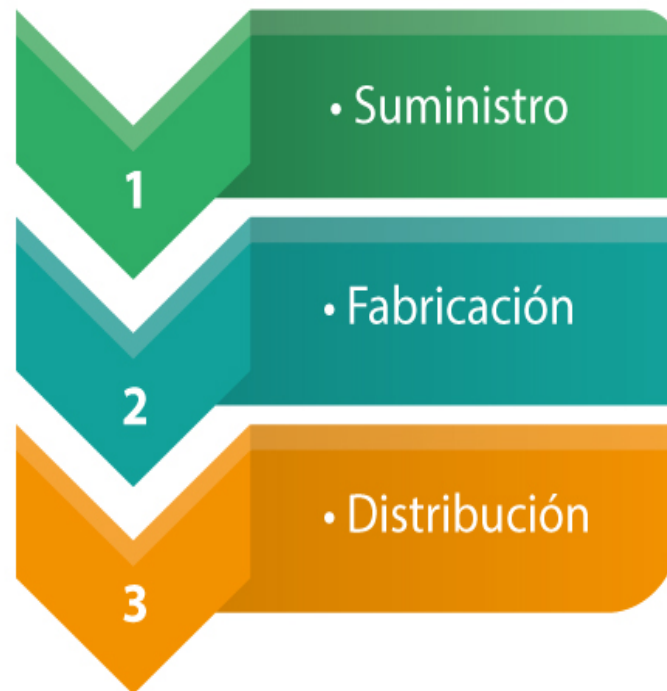 1
• Suministro
2
• Fabricación
3
• Distribución